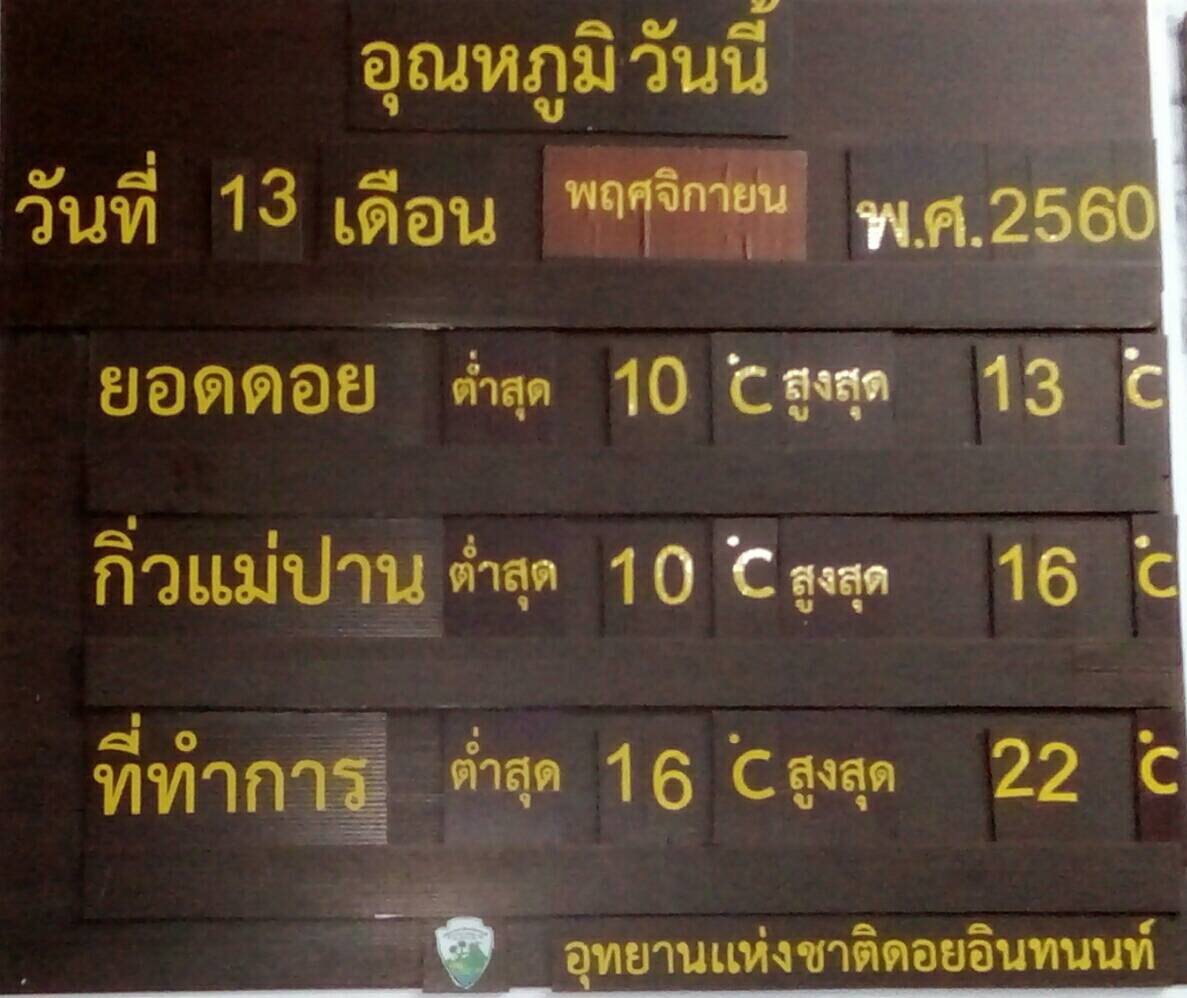 อุณหภูมิวันนี้
วันที่ 13 เดือน พฤศจิกายน พ.ศ.2560
ยอดดอย ต่ำสุด 10 °C สูงสุด 13 °C
กิ่วแม่ปาน ต่ำสุด 10 °C สูงสุด 16 °C
ที่ทำการ ต่ำสุด 16 °C สูงสุด 22 °C
อุทยานแห่งชาติดอยอินทนนท์